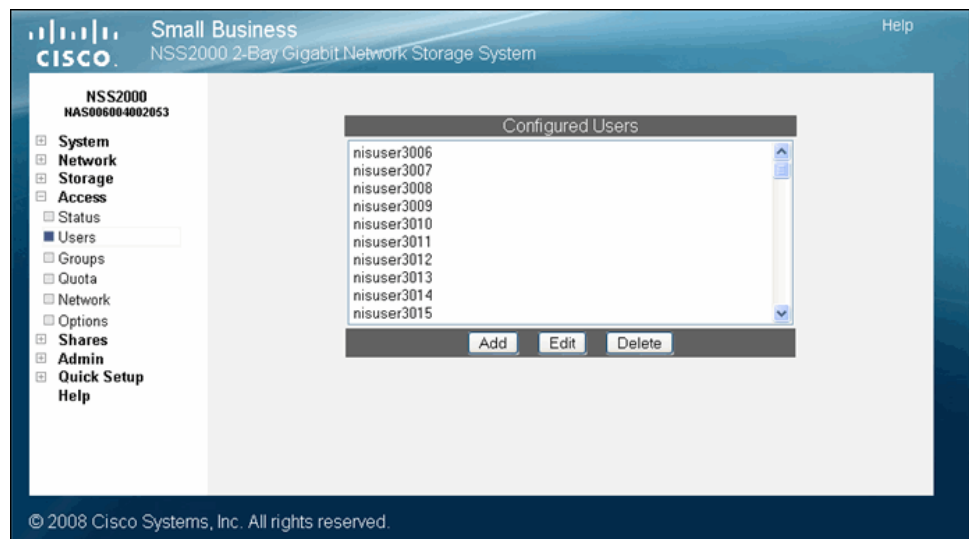 Small Business
Help
CISCO.
NSS2000 2-Bay Gigabit Network Storage System
NSS2000
NAS006004002053
System
Network
Storage
Access
Status
Users
Groups
Quota
Network
Options
Shares
Admin
Quick Setup
Help
Configured Users
nisuser3006
nisuser3007
nisuser3008
nisuser3009
nisuser3010
nisuser3011
nisuser3012
nisuser3013
nisuser3014
nisuser3015
Add Edit Delete
© 2008 Cisco Systems, Inc. All rights reserved.